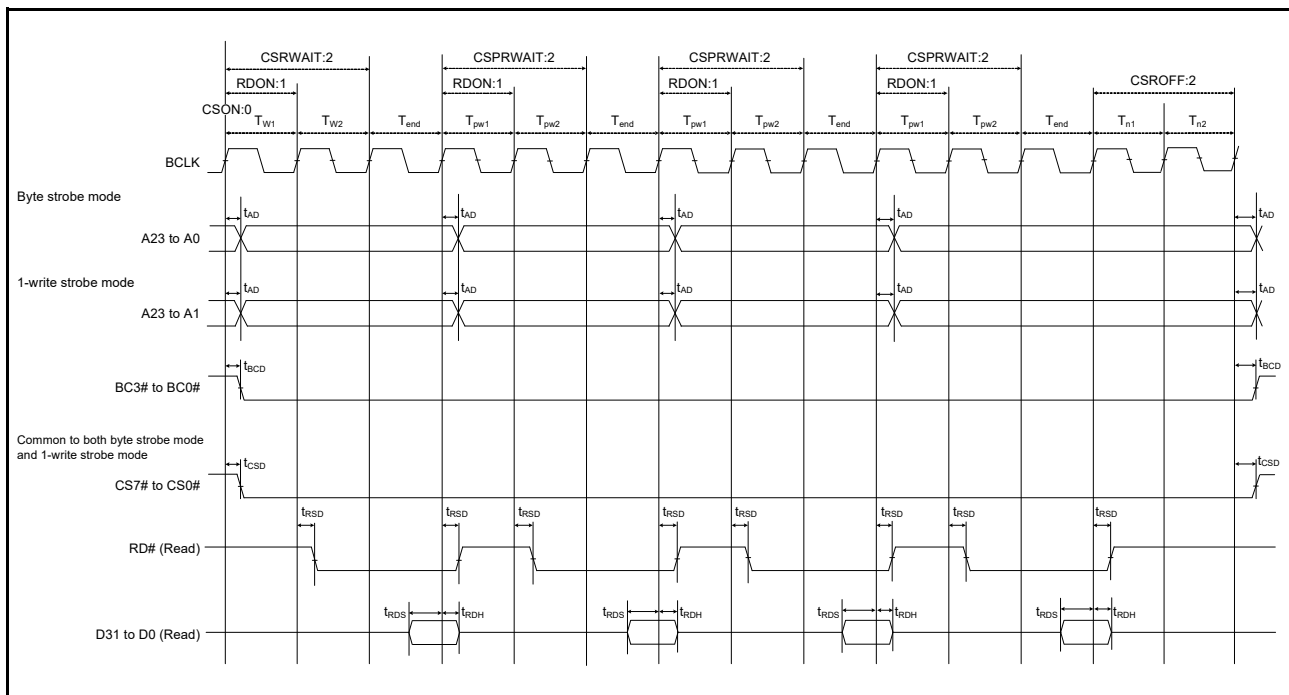 CSRWAIT:2 CSPRWAIT:2 CSPRWAIT:2 CSPRWAIT:2
RDON:1 RDON:1 RDON:1 RDON:1 CSROFF:2
CSON:0
TW1 TW2 Tend Tpw1 Tpw2 Tend Tpw1 Tpw2 Tend Tpw1 Tpw2 Tend Tn1 Tn2
BCLK
Byte strobe mode
tAD tAD tAD tAD tAD
A23 to A0
1-write strobe mode
tAD tAD tAD tAD tAD
A23 to A1
tBCD tBCD
BC3# to BC0#
Common to both byte strobe mode
and 1-write strobe mode
tCSD tCSD
CS7# to CS0#
tRSD tRSD tRSD tRSD tRSD tRSD tRSD tRSD
RD# (Read)
tRDS tRDH tRDS tRDH tRDS tRDH tRDS tRDH
D31 to D0 (Read)